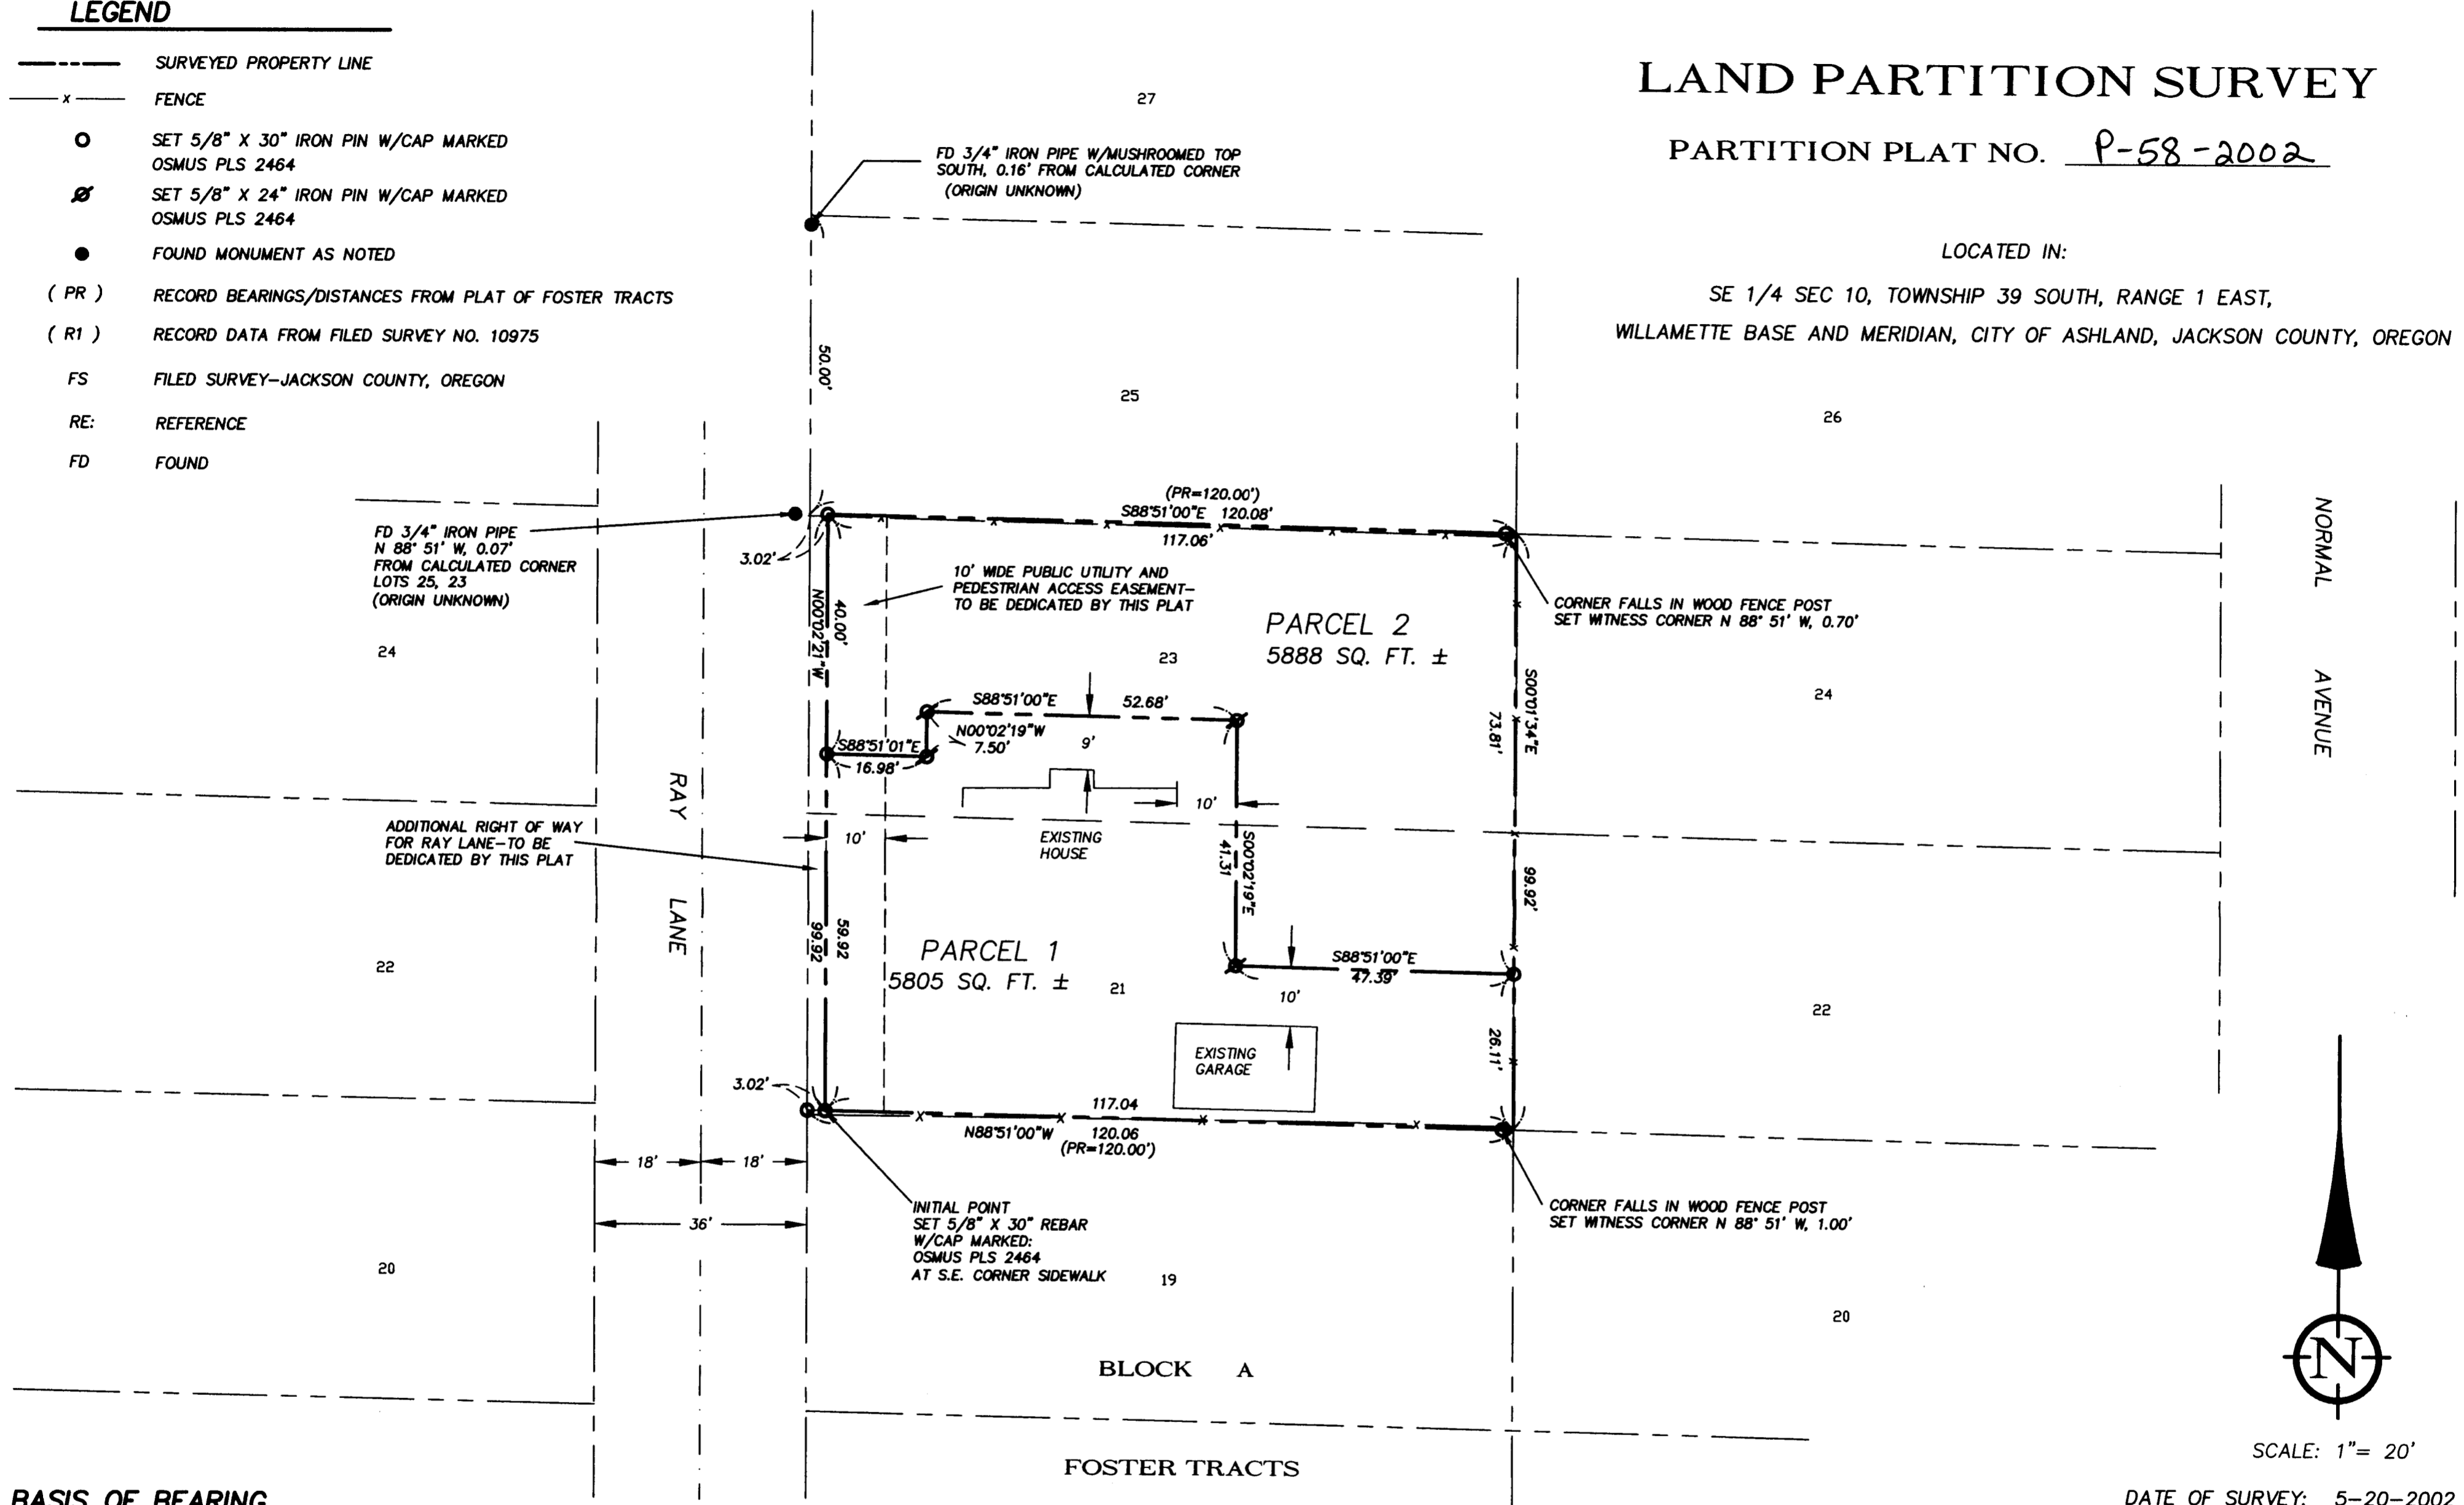 LEGEND
SURVEYED PROPERTY LINE
x
FENCE
SET 5/8" X 30" IRON PIN W/CAP MARKED
OSMUS PLS 2464
SET 5/8" X 24" IRON PIN W/CAP MARKED
OSMUS PLS 2464
FOUND MONUMENT AS NOTED
( PR ) RECORD BEARINGS/DISTANCES FROM PLAT OF FOSTER TRACTS
( R1 ) RECORD DATA FROM FILED SURVEY NO. 10975
FS FILED SURVEY-JACKSON COUNTY, OREGON
RE: REFERENCE
FD FOUND
LAND PARTITION SURVEY
PARTITION PLAT NO. P-58-2002
LOCATED IN:
SE 1/4 SEC 10, TOWNSHIP 39 SOUTH, RANGE 1 EAST,
WILLAMETTE BASE AND MERIDIAN, CITY OF ASHLAND, JACKSON COUNTY, OREGON
27
FD 3/4" IRON PIPE W/MUSHROOMED TOP
SOUTH, 0.16' FROM CALCULATED CORNER
(ORIGIN UNKNOWN)
50.00'
25
26
(PR=120.00')
S88°51'00"E 120.08'
117.06'
FD 3/4" IRON PIPE
N 88° 51' W, 0.07'
FROM CALCULATED CORNER
LOTS 25, 23
(ORIGIN UNKNOWN)
3.02'
10' WIDE PUBLIC UTILITY AND
PEDESTRIAN ACCESS EASEMENT-
TO BE DEDICATED BY THIS PLAT
40.00'
N00°02'21"W
PARCEL 2
5888 SQ. FT. ±
CORNER FALLS IN WOOD FENCE POST
SET WITNESS CORNER N 88° 51' W, 0.70'
NORMAL AVENUE
24
23
24
S88°51'00"E 52.68'
N00°02'19"W
7.50'
S88°51'01"E
16.98'
9'
S00°01'34"E
73.81'
10'
RAY LANE
ADDITIONAL RIGHT OF WAY
FOR RAY LANE-TO BE
DEDICATED BY THIS PLAT
10'
EXISTING
HOUSE
S00°02'19"E
41.31
99.92'
59.92
99.92
PARCEL 1
5805 SQ. FT. ±
22
21
S88°51'00"E
47.39'
10'
22
EXISTING
GARAGE
26.11'
3.02'
117.04
N88°51'00"W 120.06
(PR=120.00')
18' 18'
36'
INITIAL POINT
SET 5/8" X 30" REBAR
W/CAP MARKED:
OSMUS PLS 2464
AT S.E. CORNER SIDEWALK
CORNER FALLS IN WOOD FENCE POST
SET WITNESS CORNER N 88° 51' W, 1.00'
20
19
20
BLOCK A
FOSTER TRACTS
N
SCALE: 1"= 20'
DATE OF SURVEY: 5-20-2002
BASIS OF BEARING